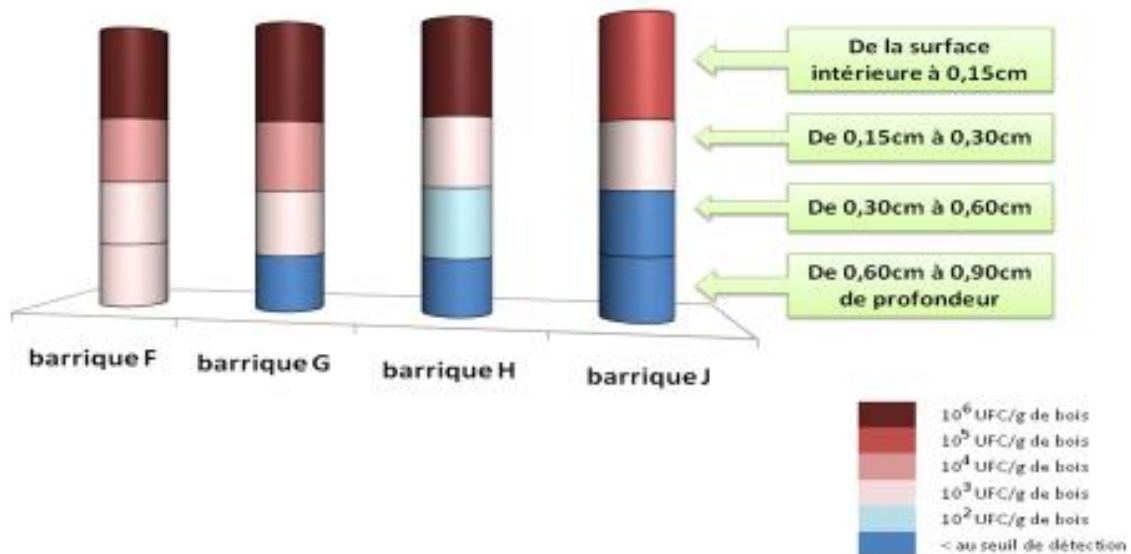 De la surface
intérieure à 0,15cm
De 0,15cm à 0,30cm
De 0,30cm à 0,60cm
De 0,60cm à 0,90cm
de profondeur
barrique F
barrique G
barrique H
barrique J
10⁶ UFC/g de bois
10⁵ UFC/g de bois
10⁴ UFC/g de bois
10³ UFC/g de bois
10² UFC/g de bois
< au seuil de détection